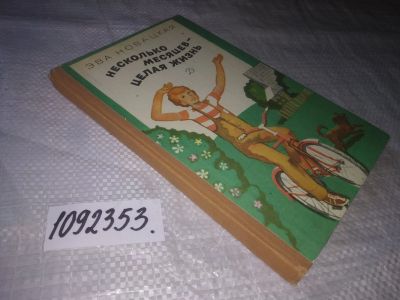 ЭВА НОВАЦКАЯ
НЕСКОЛЬКО
МЕСЯЦЕВ-
ЦЕЛАЯ ЖИЗНЬ
1092353.